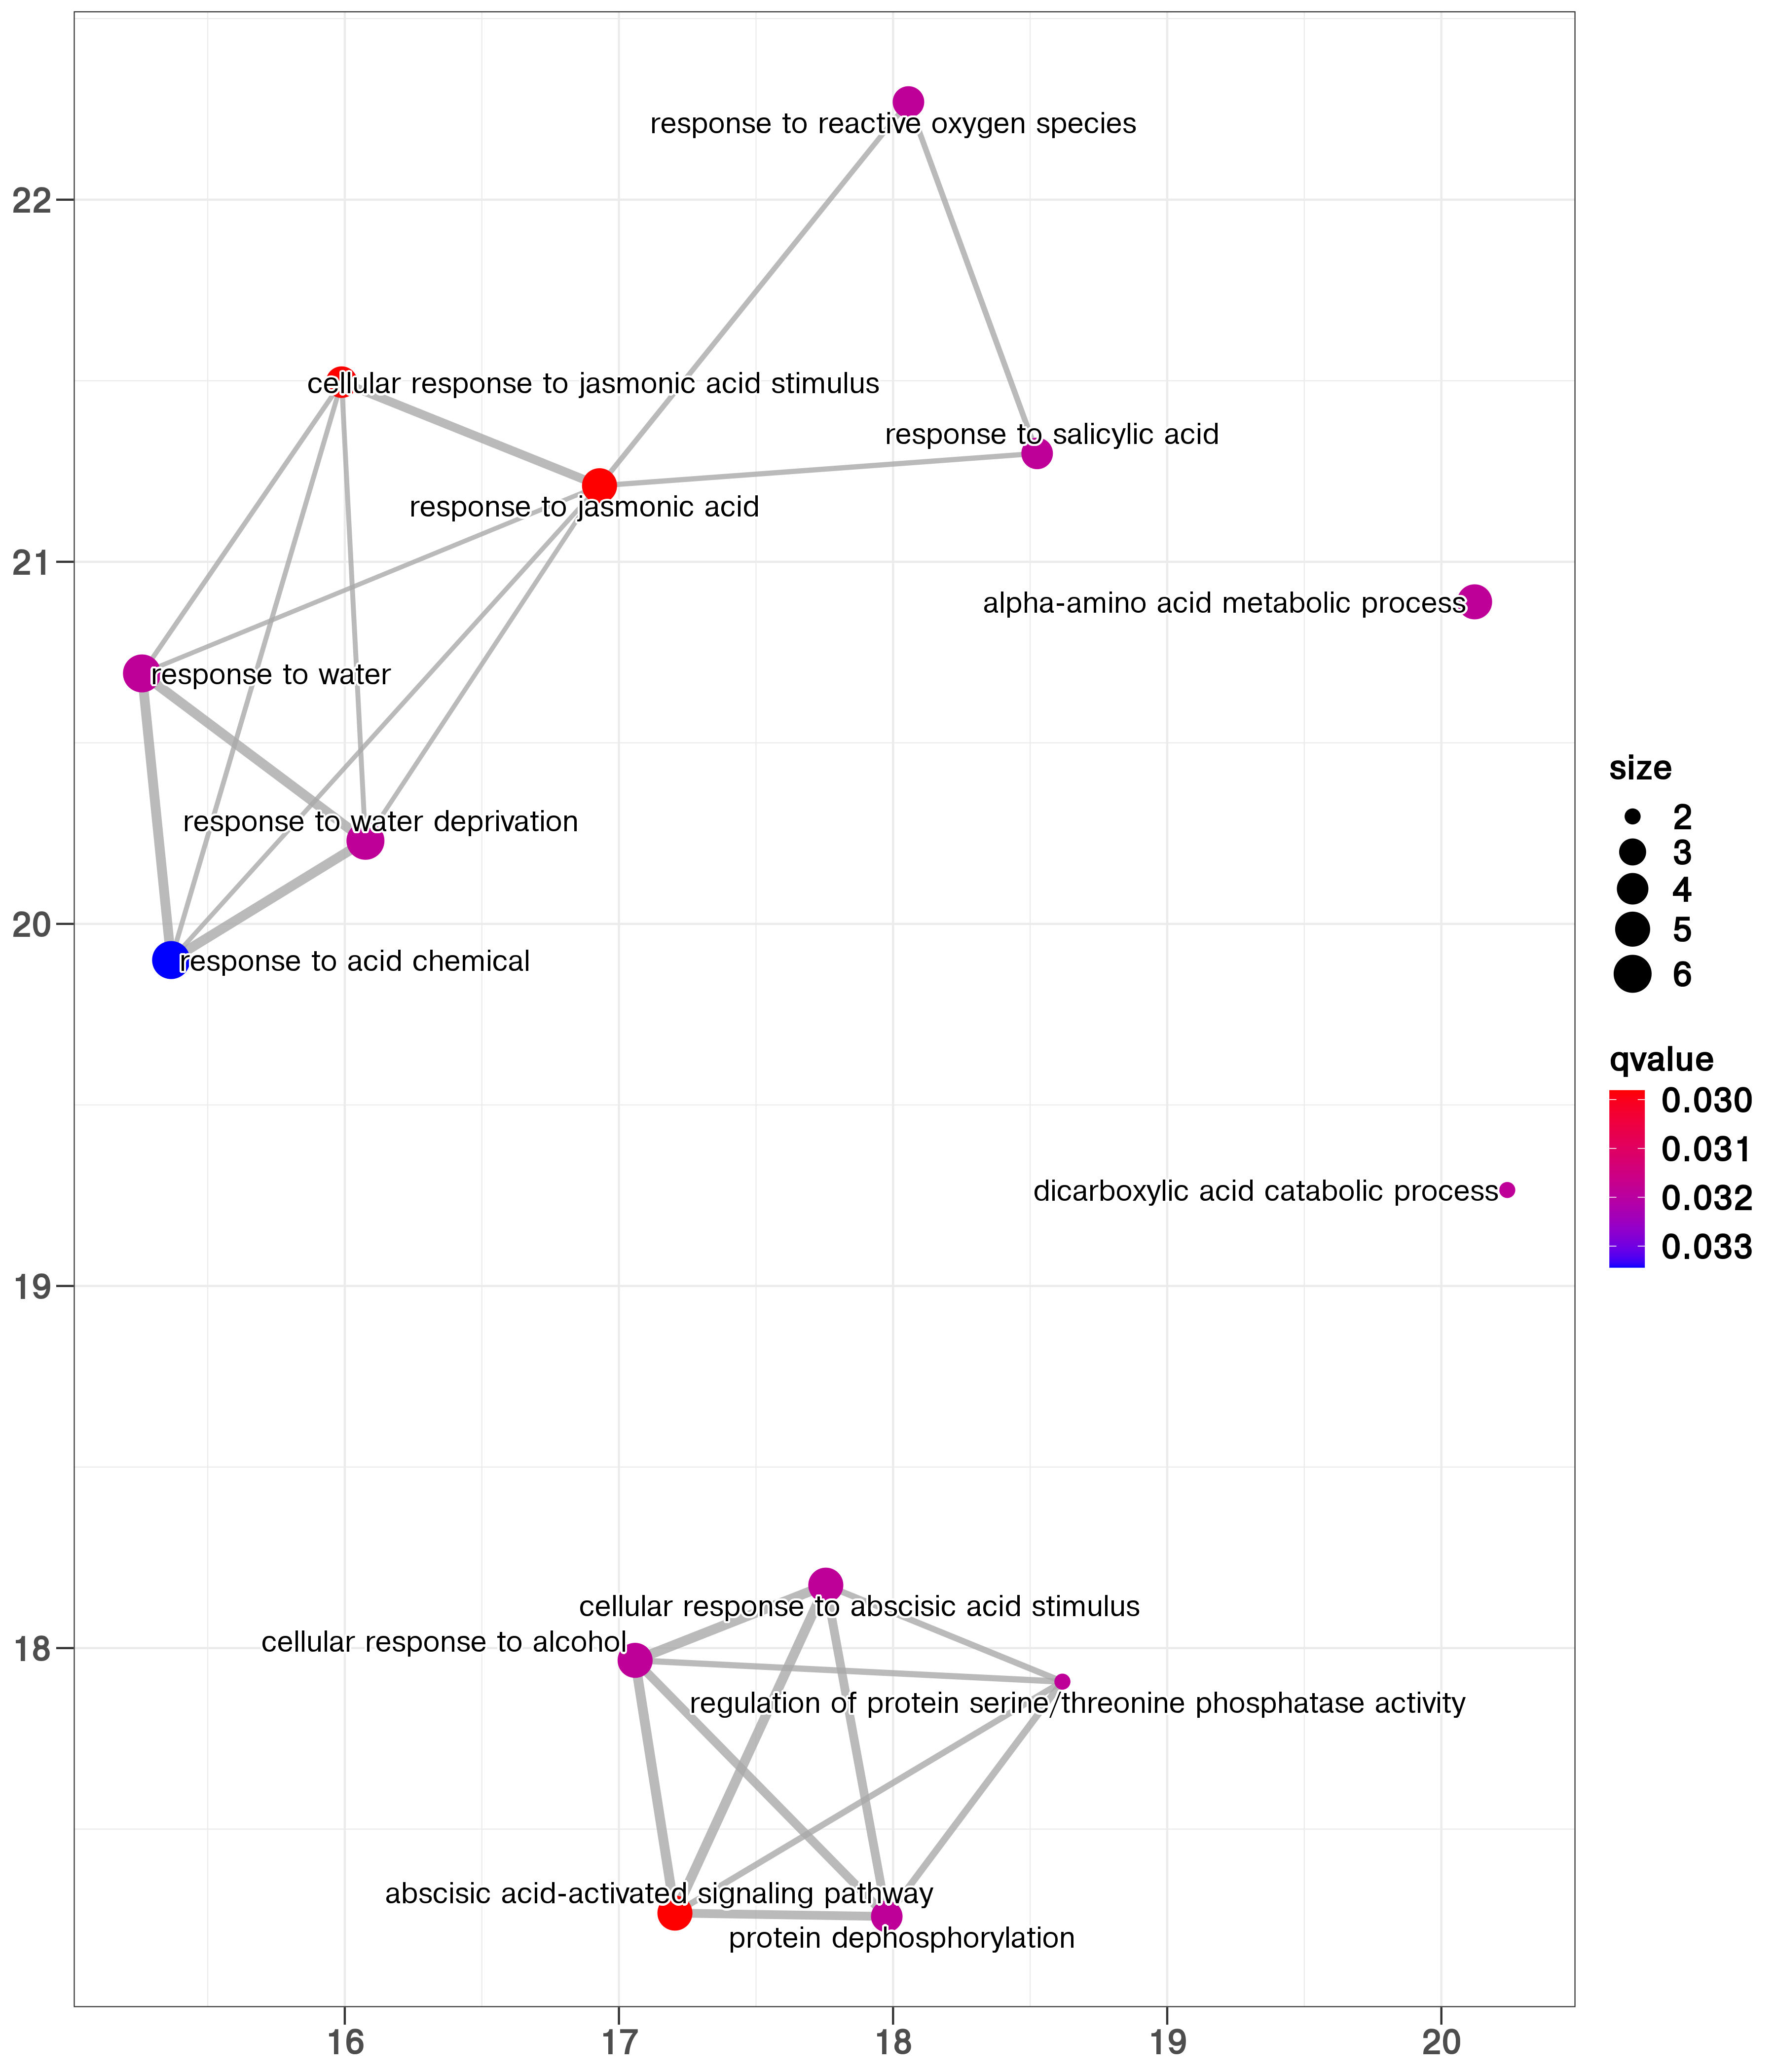 response to reactive oxygen species
22
cellular response to jasmonic acid stimulus
response to salicylic acid
response to jasmonic acid
21
alpha-amino acid metabolic process
response to water
response to water deprivation
20
response to acid chemical
size
2
3
4
5
6
qvalue
0.030
0.031
0.032
0.033
dicarboxylic acid catabolic process
19
cellular response to abscisic acid stimulus
cellular response to alcohol
18
regulation of protein serine/threonine phosphatase activity
abscisic acid-activated signaling pathway
protein dephosphorylation
16
17
18
19
20